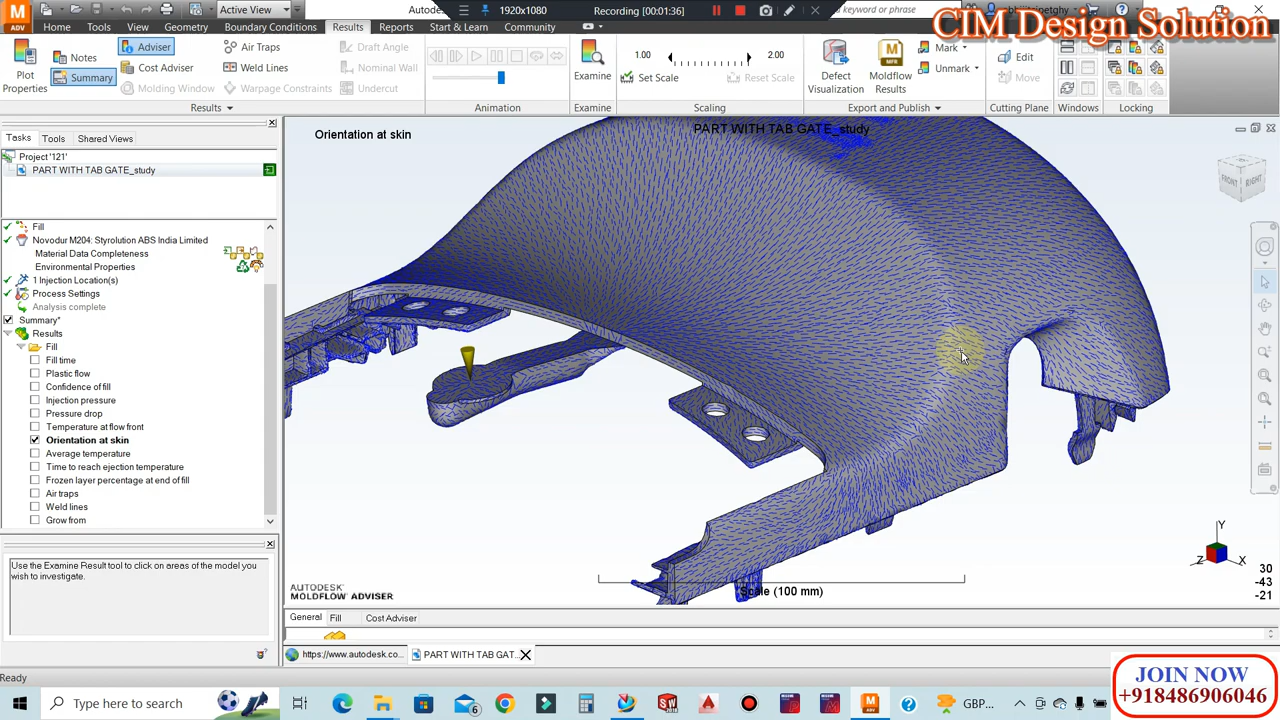 MFA
ADV
Active View
Autodes
1920x1080
Recording [00:01:36]
here a keyword or phrase
CIM Design Solution
Home
Tools
View
Geometry
Boundary Conditions
Results
Reports
Start & Learn
Community
Plot
Properties
Notes
Summary
Adviser
Cost Adviser
Molding Window
Air Traps
Weld Lines
Warpage Constraints
Draft Angle
Nominal Wall
Undercut
Results
Animation
Examine
Examine
1.00
2.00
Set Scale
Reset Scale
Scaling
Defect
Visualization
MFR
Moldflow
Results
Mark
Unmark
Export and Publish
Edit
Move
Cutting Plane
Windows
Locking
Tasks
Tools
Shared Views
Project '121'
PART WITH TAB GATE_study
Fill
Novodur M204: Styrolution ABS India Limited
Material Data Completeness
Environmental Properties
1 Injection Location(s)
Process Settings
Analysis complete
Summary*
Results
Fill
Fill time
Plastic flow
Confidence of fill
Injection pressure
Pressure drop
Temperature at flow front
Orientation at skin
Average temperature
Time to reach ejection temperature
Frozen layer percentage at end of fill
Air traps
Weld lines
Grow from
Use the Examine Result tool to click on areas of the model you
wish to investigate.
Orientation at skin
PART WITH TAB GATE_study
FRONT
RIGHT
Y
Z
X
30
-43
-21
AUTODESK
MOLDFLOW ADVISER
Scale (100 mm)
General
Fill
Cost Adviser
https://www.autodesk.co...
PART WITH TAB GAT...
Ready
Type here to search
6
GBP...
JOIN NOW
+918486906046